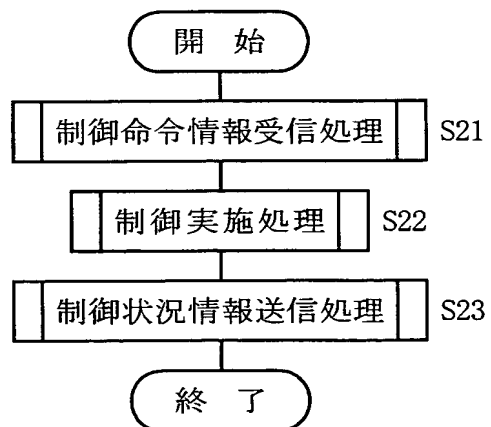 開 始
制御命令情報受信処理 S21
制御実施処理 S22
制御状況情報送信処理 S23
終 了